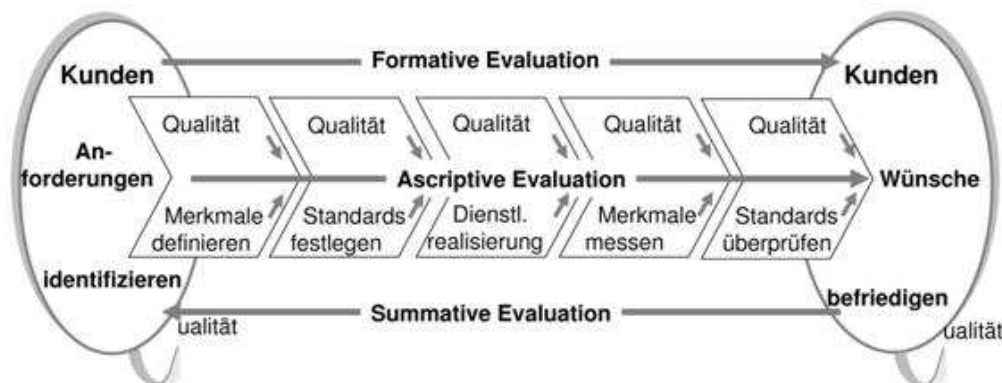 Formative Evaluation
Kunden
An-
forderungen
identifizieren
Qualität
Merkmale
definieren
Qualität
Standards
festlegen
Qualität
Dienstl.
realisierung
Qualität
Merkmale
messen
Qualität
Standards
überprüfen
Ascriptive Evaluation
Kunden
Wünsche
befriedigen
Summative Evaluation
ualität
ualität